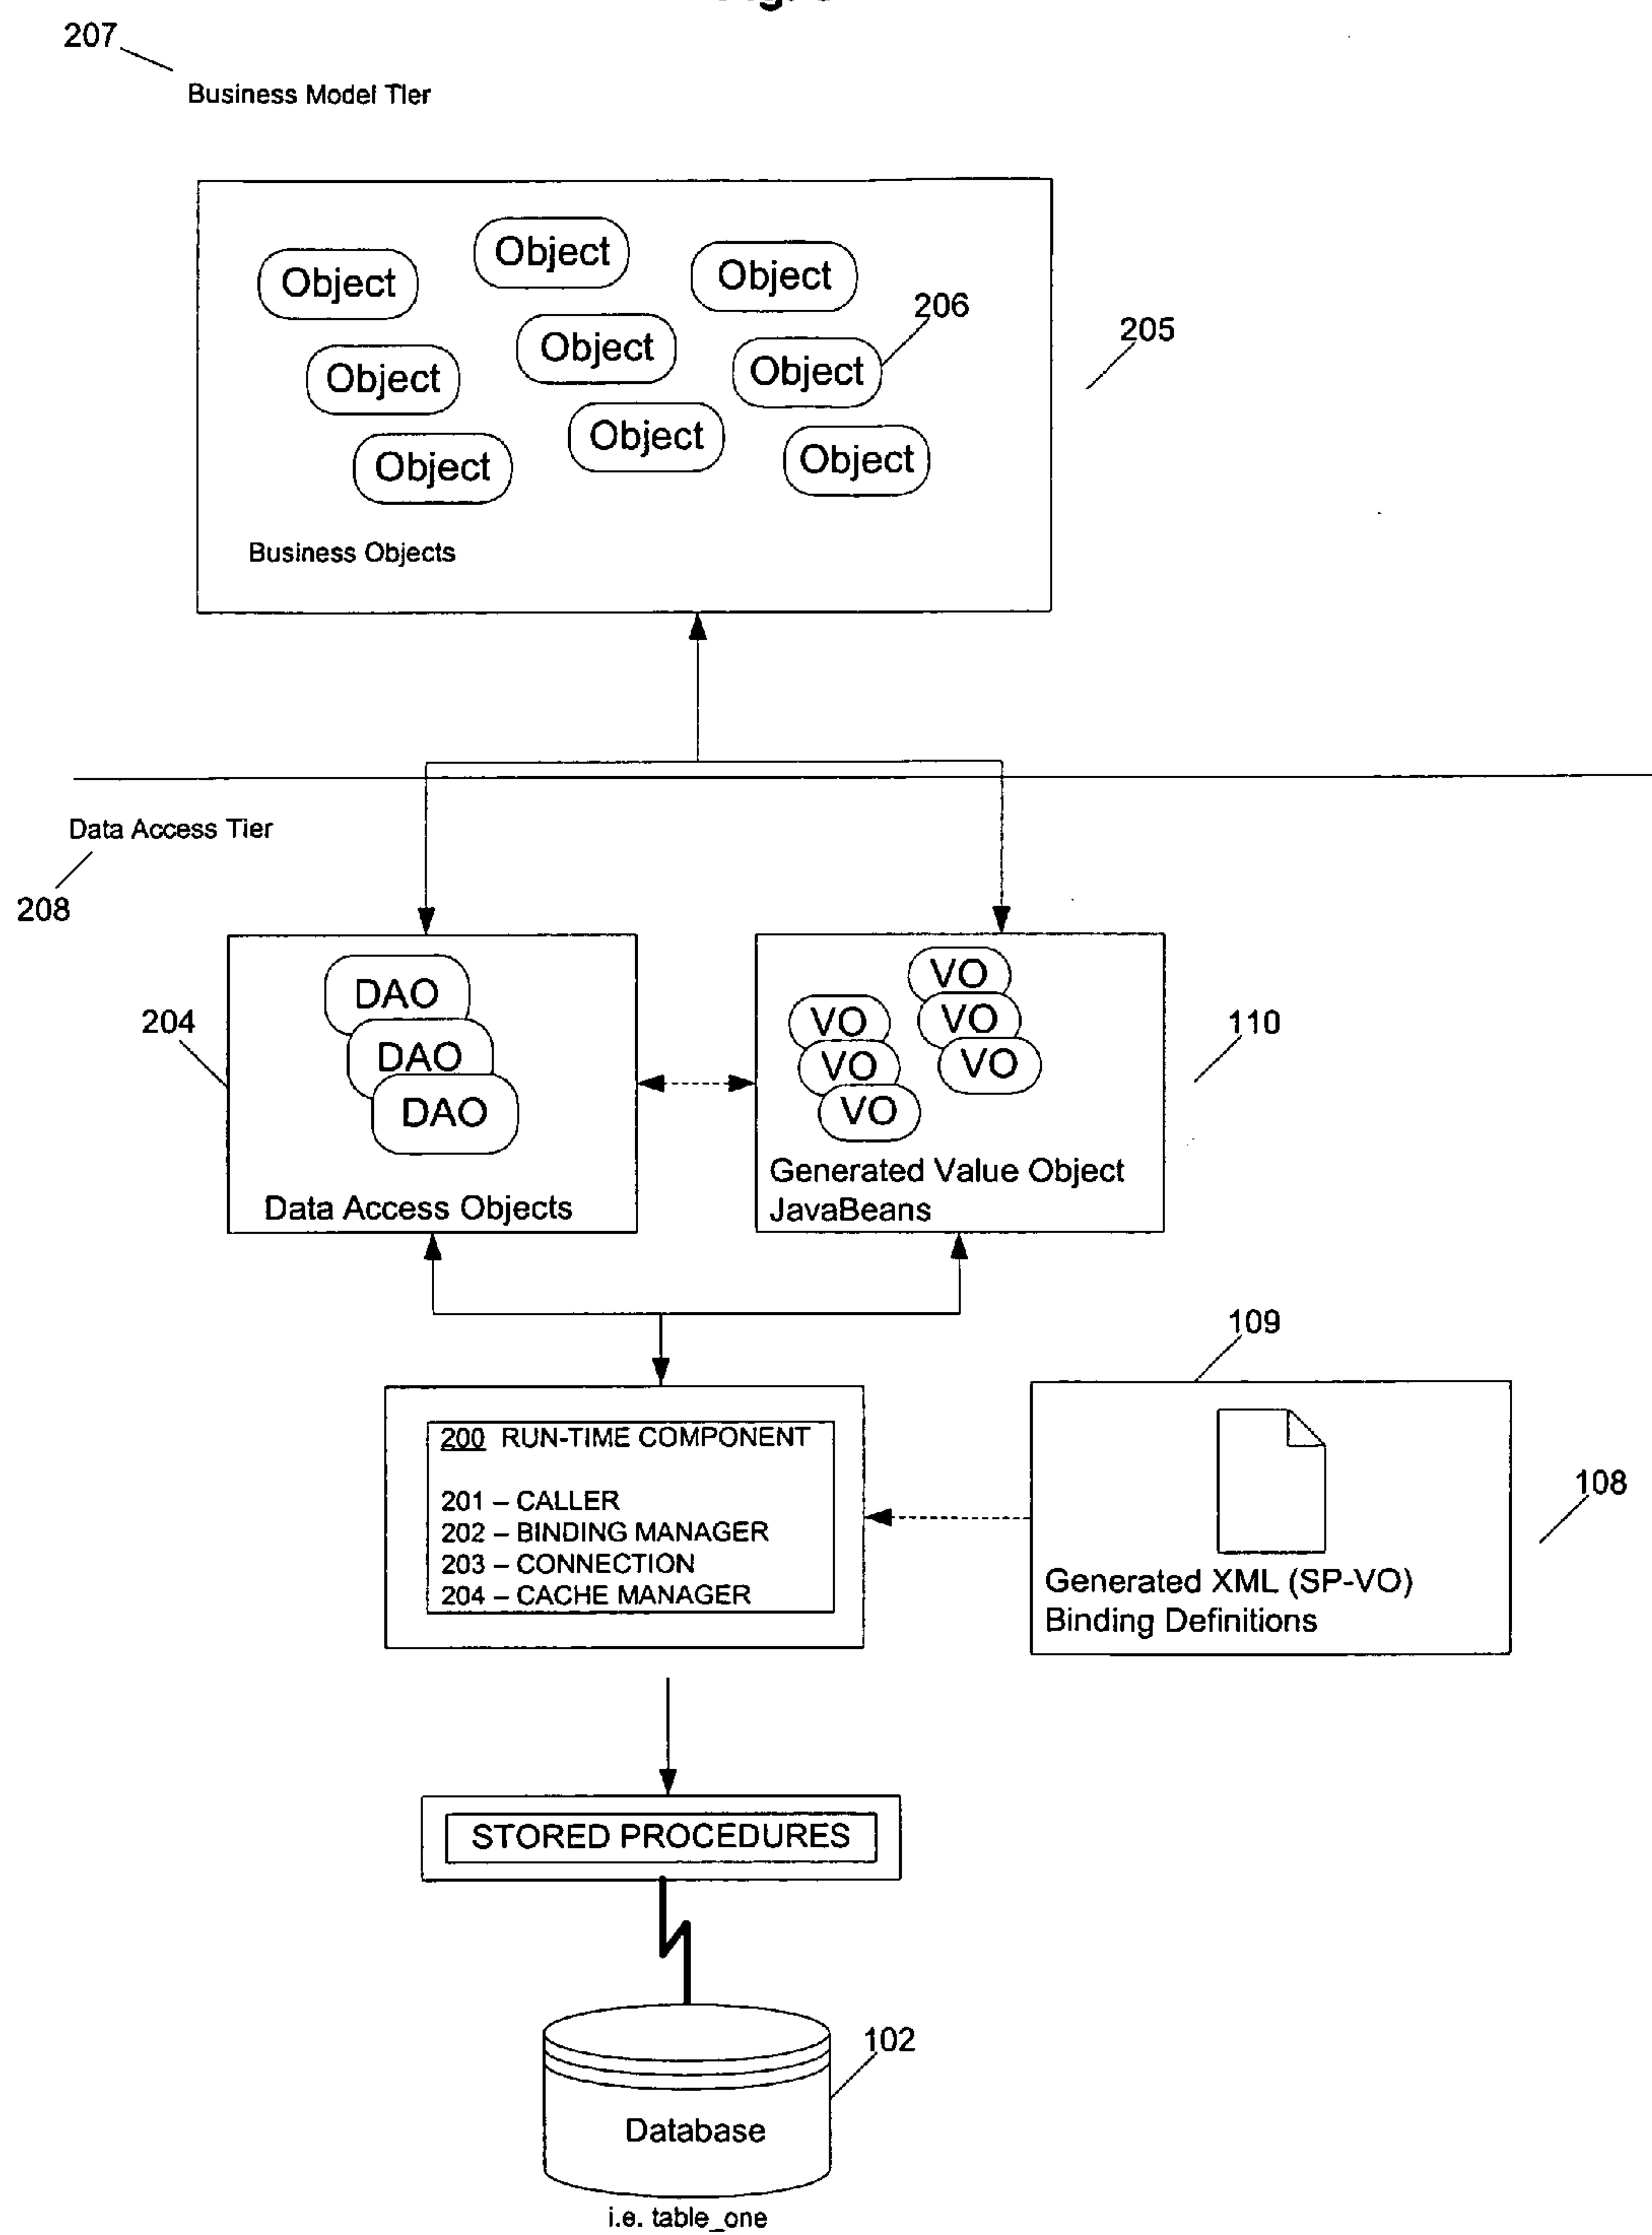 207
Business Model Tier
Object
Object
Object
206
205
Object
Object
Object
Object
Object
Object
Business Objects
Data Access Tier
208
204
DAO
DAO
DAO
Data Access Objects
VO
VO
VO
VO
VO
VO
110
Generated Value Object
JavaBeans
109
200 RUN-TIME COMPONENT
201 – CALLER
202 – BINDING MANAGER
203 – CONNECTION
204 – CACHE MANAGER
108
Generated XML (SP-VO)
Binding Definitions
STORED PROCEDURES
102
Database
i.e. table_one